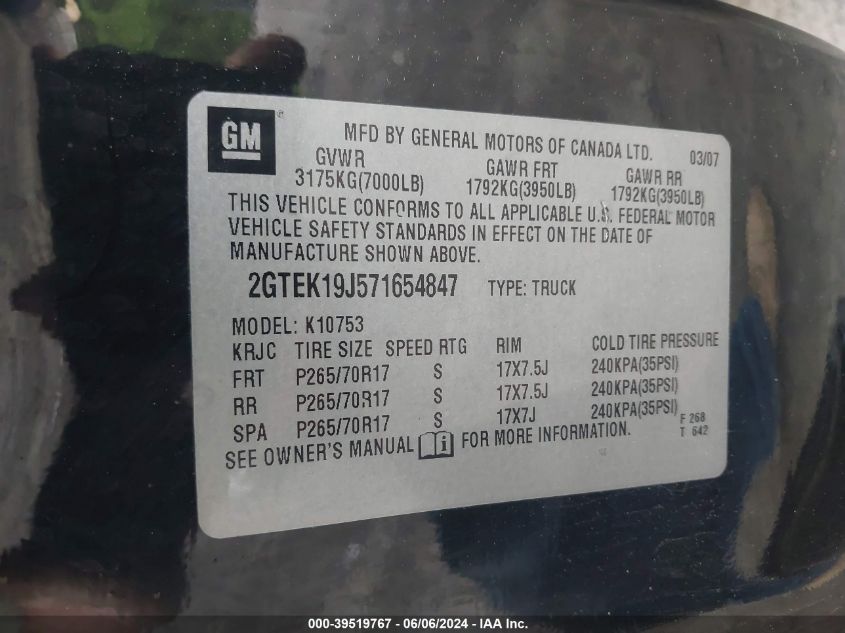 GM
MFD BY GENERAL MOTORS OF CANADA LTD. 03/07
GVWR GAWR FRT GAWR RR
3175KG(7000LB) 1792KG(3950LB) 1792KG(3950LB)
THIS VEHICLE CONFORMS TO ALL APPLICABLE U.S. FEDERAL MOTOR
VEHICLE SAFETY STANDARDS IN EFFECT ON THE DATE OF
MANUFACTURE SHOWN ABOVE.
2GTEK19J571654847 TYPE: TRUCK
MODEL: K10753
KRJC TIRE SIZE SPEED RTG RIM COLD TIRE PRESSURE
FRT P265/70R17 S 17X7.5J 240KPA(35PSI)
RR P265/70R17 S 17X7.5J 240KPA(35PSI)
SPA P265/70R17 S 17X7J 240KPA(35PSI) F 268
SEE OWNER'S MANUAL FOR MORE INFORMATION. T 642
000-39519767 - 06/06/2024 - IAA Inc.